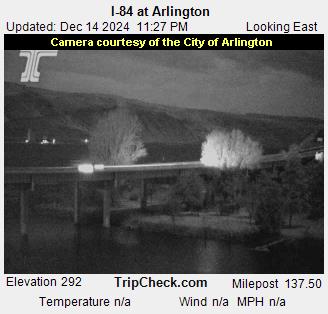 I-84 at Arlington
Updated: Dec 14 2024 11:27 PM Looking East
Camera courtesy of the City of Arlington
Elevation 292 TripCheck.com Milepost 137.50
Temperature n/a Wind n/a MPH n/a